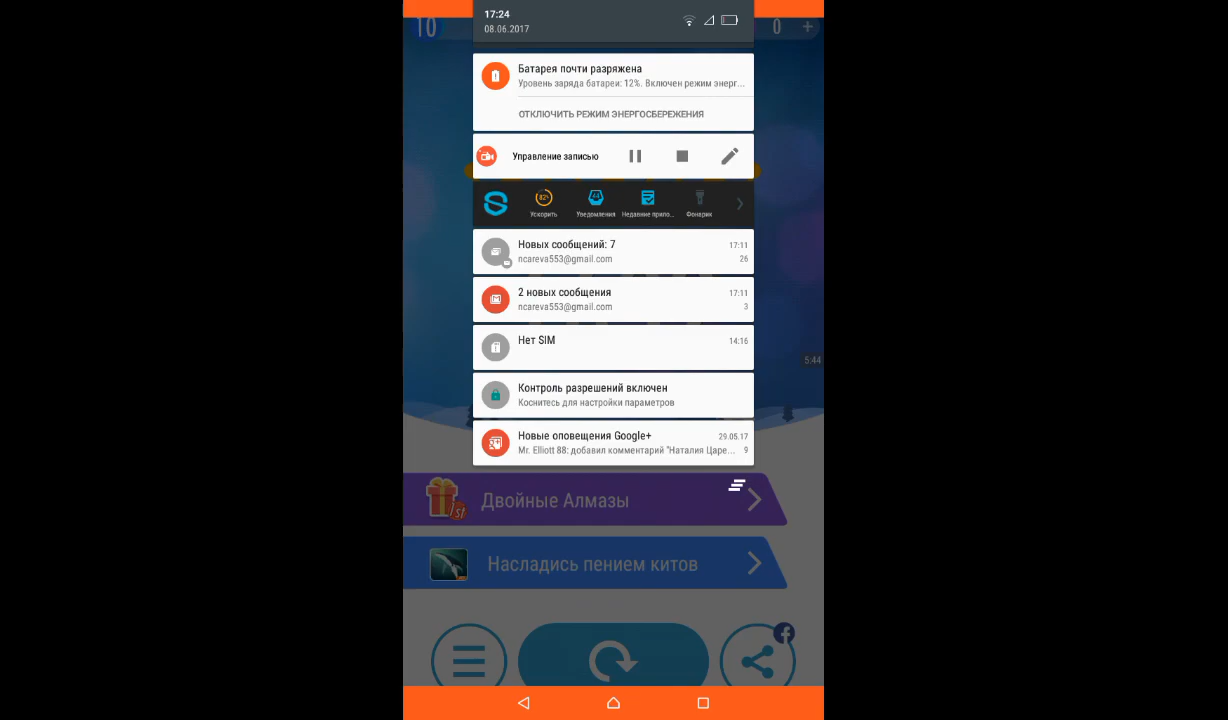 17:24
08.06.2017
10
0 +
Батарея почти разряжена
Уровень заряда батареи: 12%. Включен режим энерг...
ОТКЛЮЧИТЬ РЕЖИМ ЭНЕРГОСБЕРЕЖЕНИЯ
Управление записью
82%
44
Ускорить
Уведомления
Недавние прило...
Фонарик
Новых сообщений: 7
17:11
ncareva553@gmail.com
26
2 новых сообщения
17:11
ncareva553@gmail.com
3
Нет SIM
14:16
5:44
Контроль разрешений включен
Коснитесь для настройки параметров
Новые оповещения Google+
29.05.17
Mr. Elliott 88: добавил комментарий "Наталия Царе...
9
1st
Двойные Алмазы
Насладись пением китов